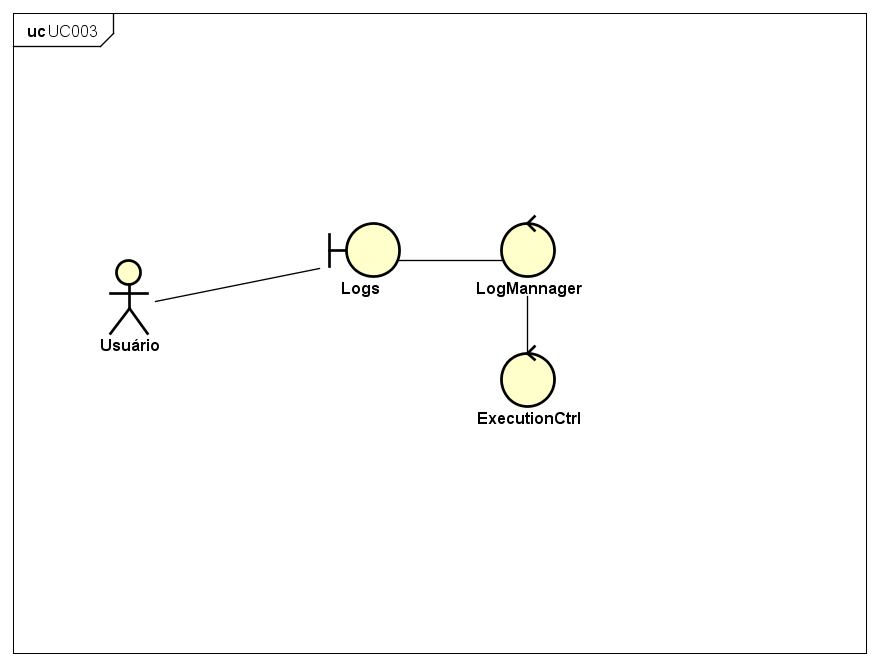 uc UC003
Logs
LogMannager
Usuário
ExecutionCtrl